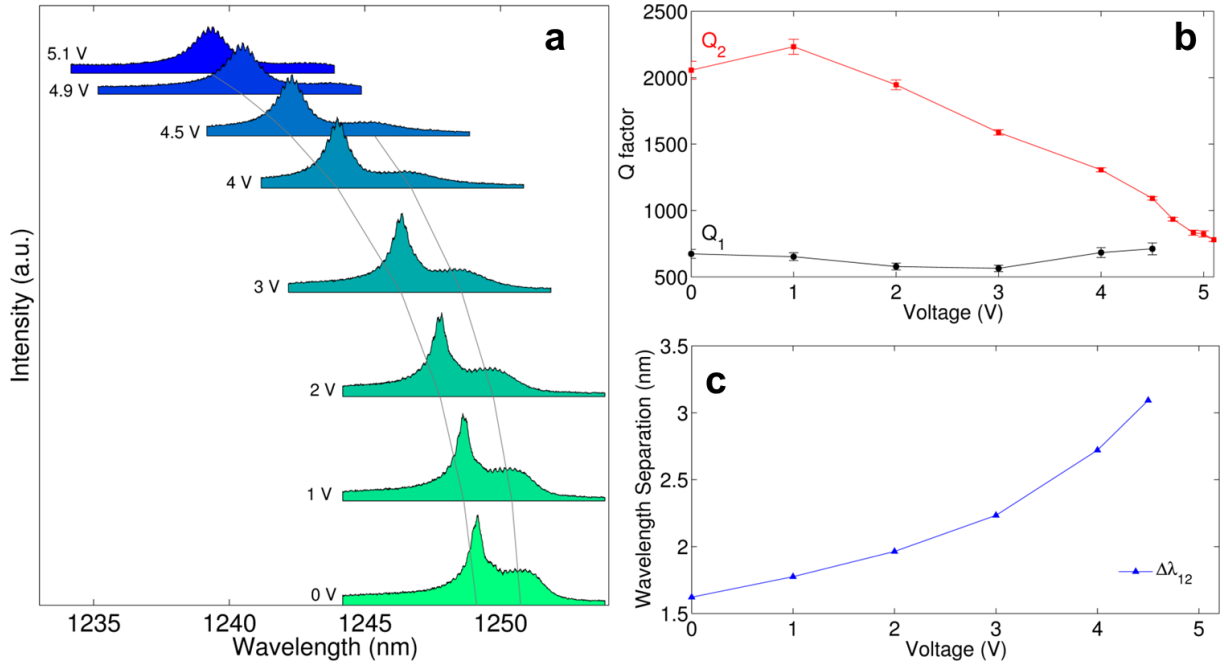 a
5.1 V
4.9 V
4.5 V
4 V
3 V
2 V
1 V
0 V
Intensity (a.u.)
1235
1240
1245
1250
Wavelength (nm)
b
2500
2000
1500
1000
500
Q factor
Q2
Q1
0
1
2
3
4
5
Voltage (V)
c
3.5
3
2.5
2
1.5
Wavelength Separation (nm)
Δλ12
0
1
2
3
4
5
Voltage (V)